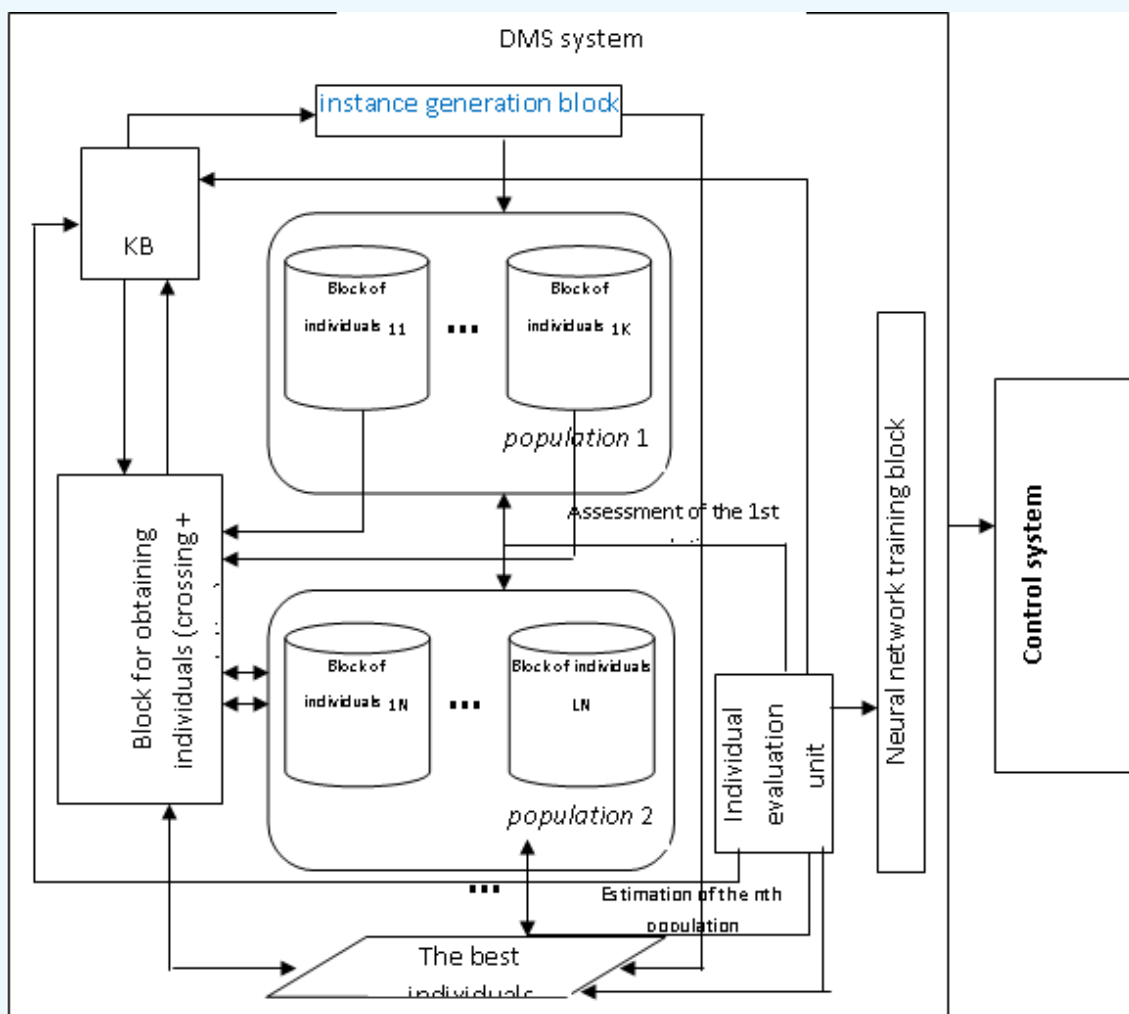 DMS system
instance generation block
KB
Block of
individuals 11
...
Block of
individuals 1K
population 1
Assessment of the 1st
Block for obtaining
individuals (crossing +
Block of
individuals 1N
...
Block of individuals
LN
population 2
Individual
evaluation
unit
Neural network training block
Control system
...
Estimation of the nth
population
The best
individuals